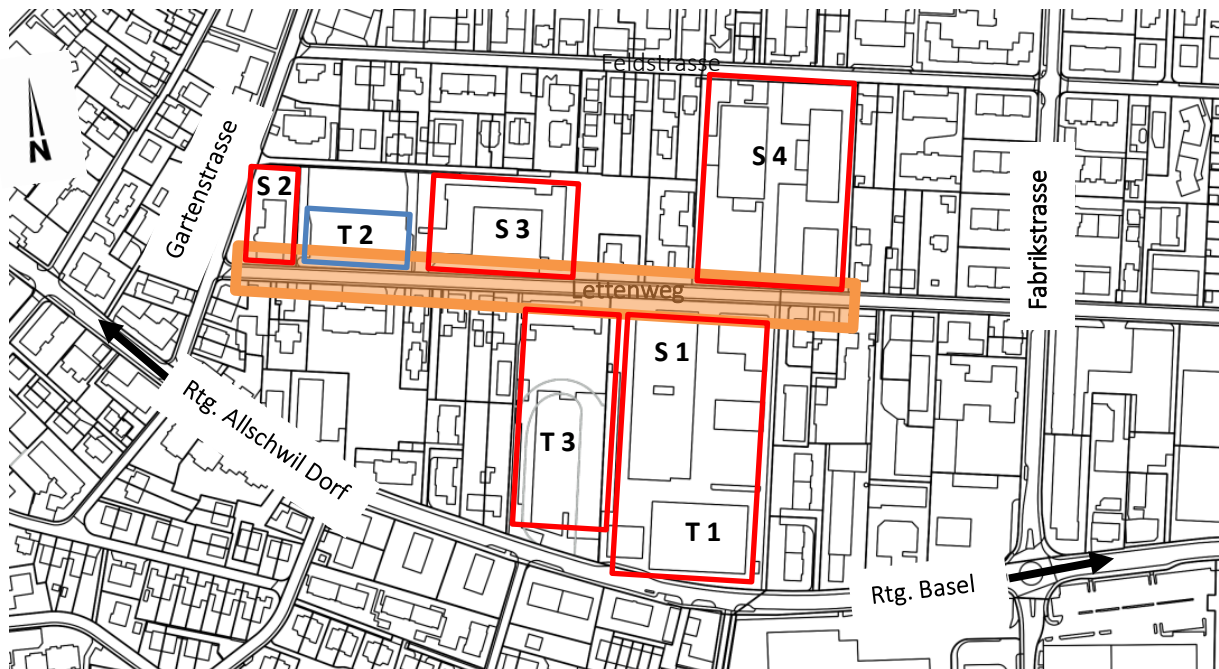 Feldstrasse
N
Gartenstrasse
S 2
T 2
S 3
S 4
Fabrikstrasse
Lettenweg
S 1
T 3
T 1
Rtg. Allschwil Dorf
Rtg. Basel